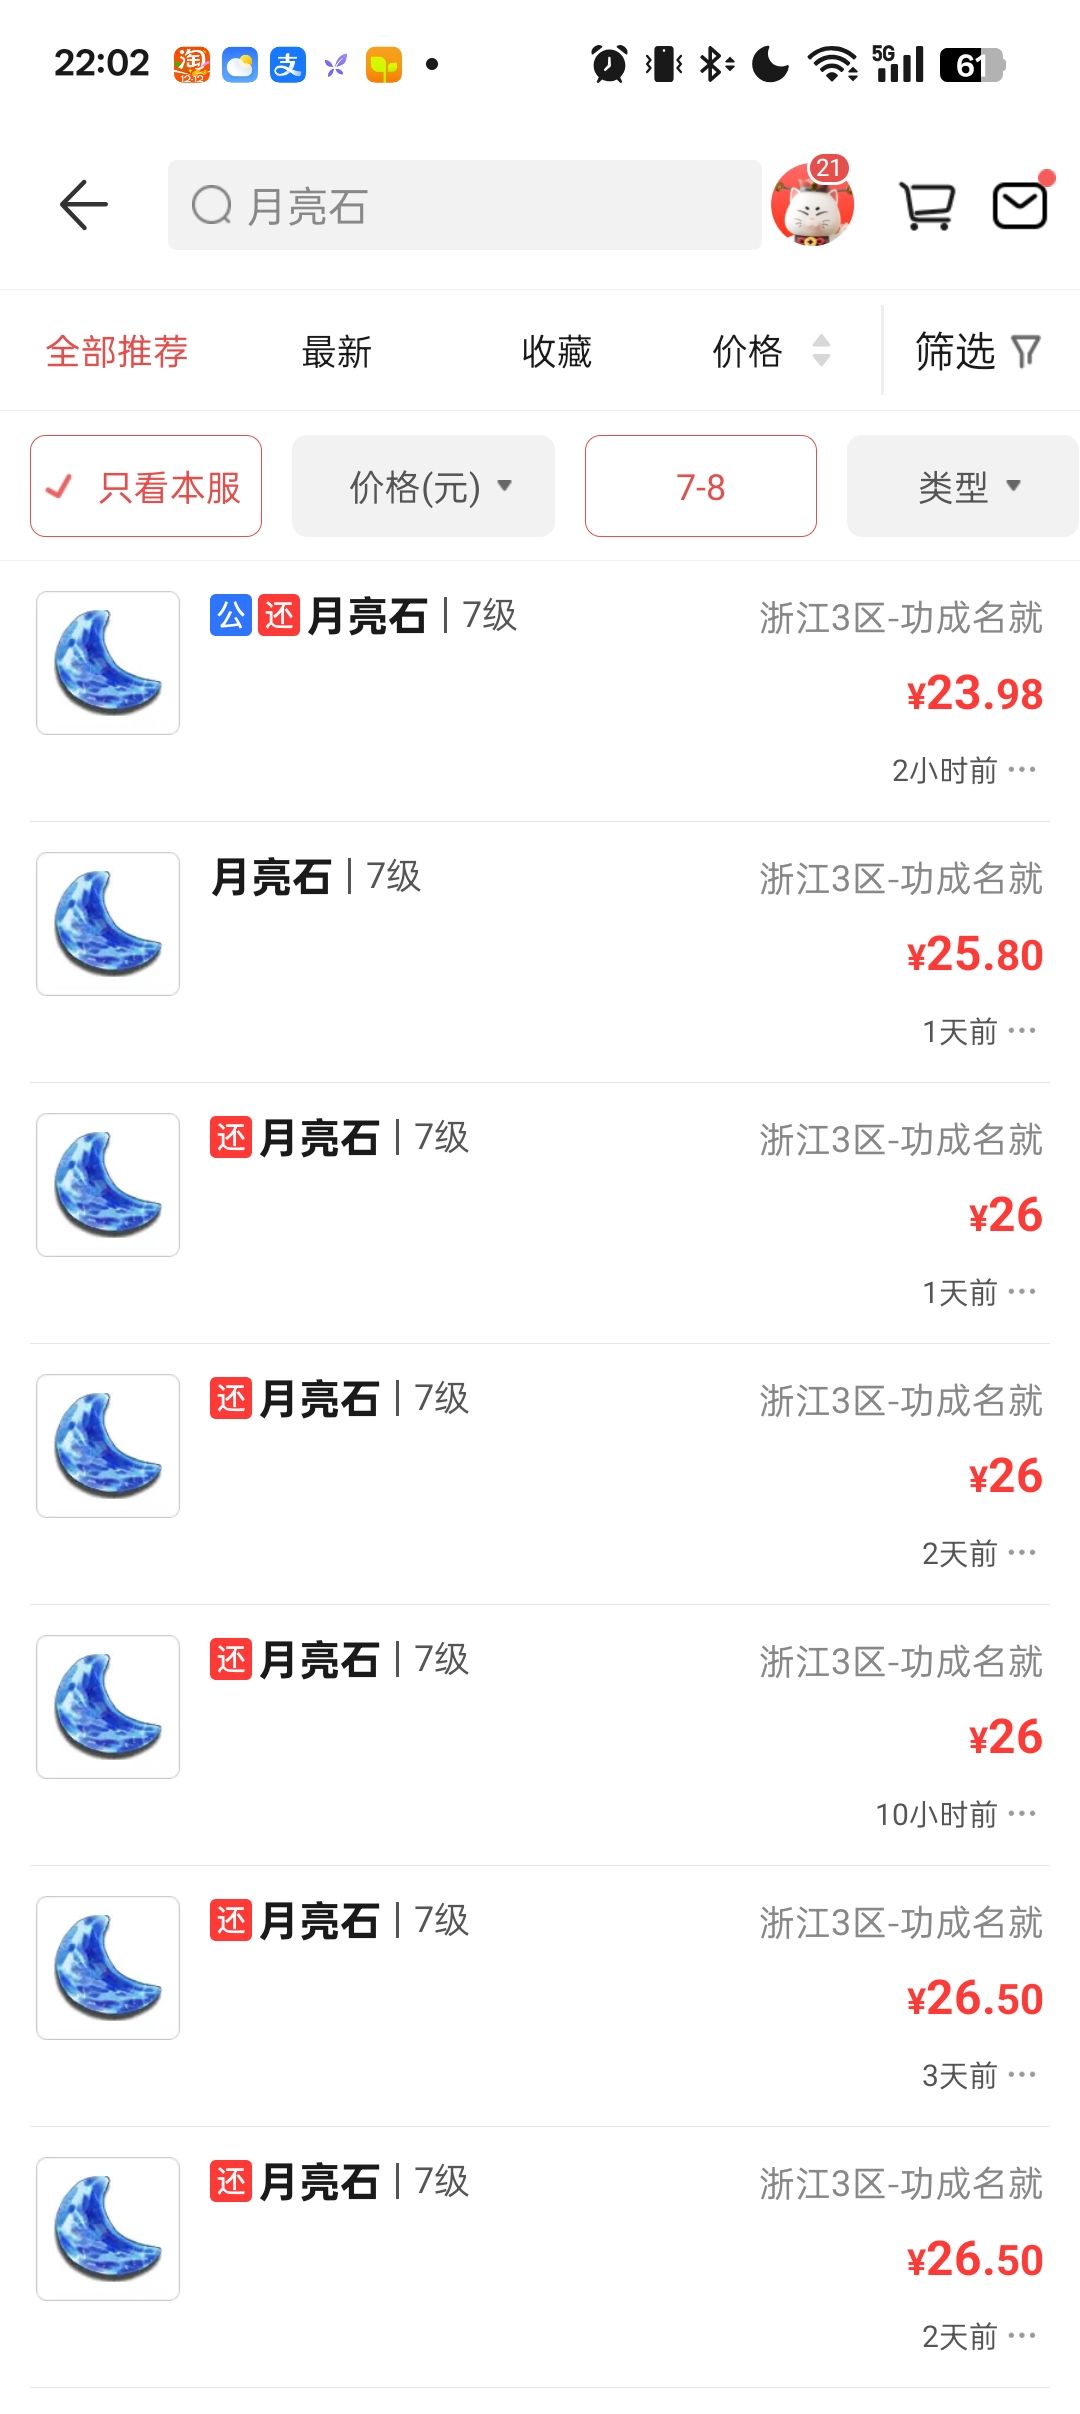 22:02
淘
12·12
支
5G
61
月亮石
21
全部推荐 最新 收藏 价格 筛选
只看本服 价格(元) 7-8 类型
公 还 月亮石 | 7级 浙江3区-功成名就
¥23.98
2小时前 ···
月亮石 | 7级 浙江3区-功成名就
¥25.80
1天前 ···
还 月亮石 | 7级 浙江3区-功成名就
¥26
1天前 ···
还 月亮石 | 7级 浙江3区-功成名就
¥26
2天前 ···
还 月亮石 | 7级 浙江3区-功成名就
¥26
10小时前 ···
还 月亮石 | 7级 浙江3区-功成名就
¥26.50
3天前 ···
还 月亮石 | 7级 浙江3区-功成名就
¥26.50
2天前 ···